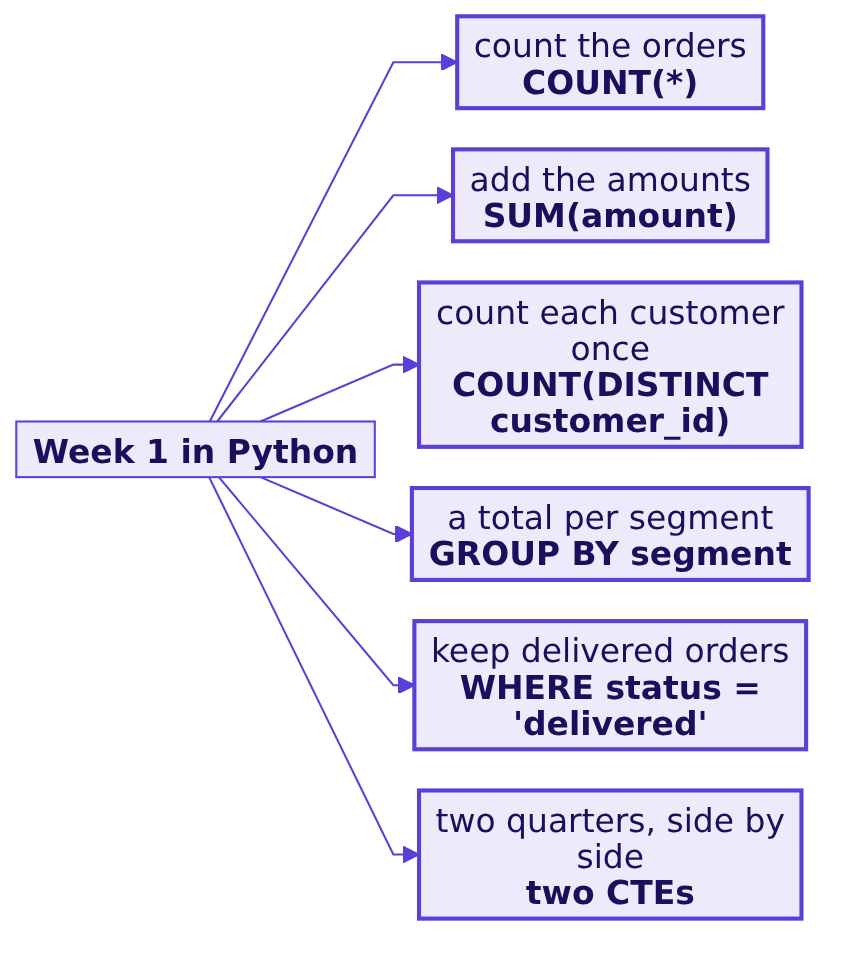 count the orders
COUNT(*)
add the amounts
SUM(amount)
count each customer
once
COUNT(DISTINCT
customer_id)
Week 1 in Python
a total per segment
GROUP BY segment
keep delivered orders
WHERE status =
'delivered'
two quarters, side by
side
two CTEs